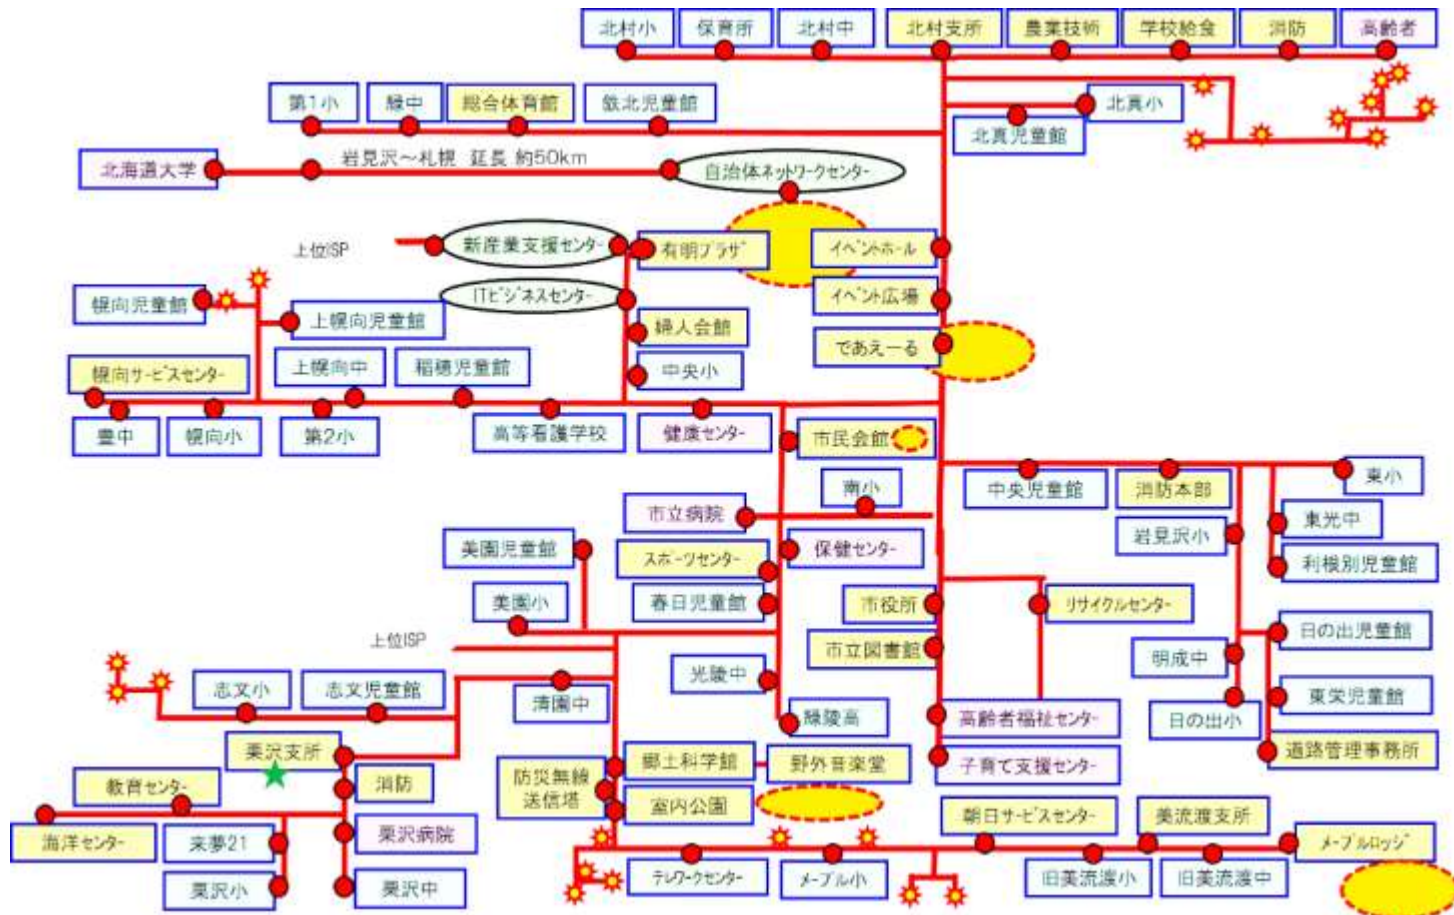 北村小
保育所
北村中
北村支所
農業技術
学校給食
消防
高齢者
第1小
緑中
総合体育館
鉄北児童館
北真小
北真児童館
北海道大学
岩見沢～札幌 延長 約50km
自治体ネットワークセンター
上位ISP
新産業支援センター
有明プラザ
イベントホール
ITビジネスセンター
イベント広場
幌向児童館
上幌向児童館
婦人会館
であえーる
幌向サービスセンター
上幌向中
稲穂児童館
中央小
豊中
幌向小
第2小
高等看護学校
健康センター
市民会館
中央児童館
消防本部
東小
南小
市立病院
岩見沢小
東光中
美園児童館
スポーツセンター
保健センター
利根別児童館
美園小
春日児童館
市役所
リサイクルセンター
上位ISP
市立図書館
日の出児童館
明成中
志文小
志文児童館
清園中
光陵中
緑陵高
高齢者福祉センター
日の出小
東栄児童館
栗沢支所
郷土科学館
野外音楽堂
子育て支援センター
道路管理事務所
教育センター
消防
防災無線
送信塔
室内公園
朝日サービスセンター
美流渡支所
海洋センター
来夢21
栗沢病院
メープルロッジ
栗沢小
栗沢中
テレワークセンター
メープル小
旧美流渡小
旧美流渡中